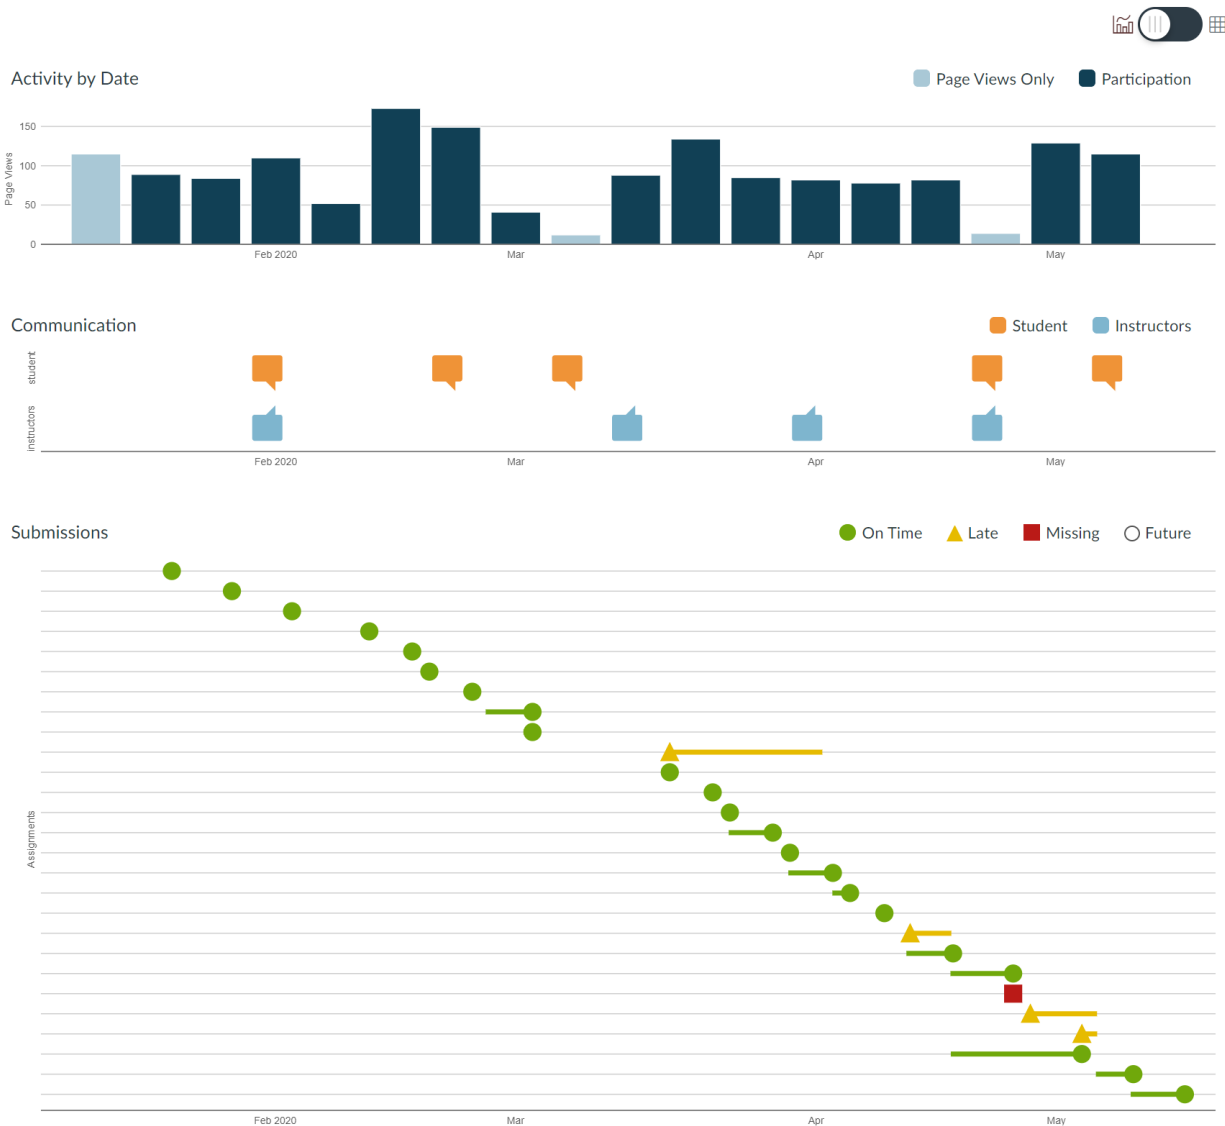 Activity by Date
Page Views Only
Participation
Page Views
150
100
50
0
Feb 2020
Mar
Apr
May
Communication
Student
Instructors
student
instructors
Feb 2020
Mar
Apr
May
Submissions
On Time
Late
Missing
Future
Assignments
Feb 2020
Mar
Apr
May